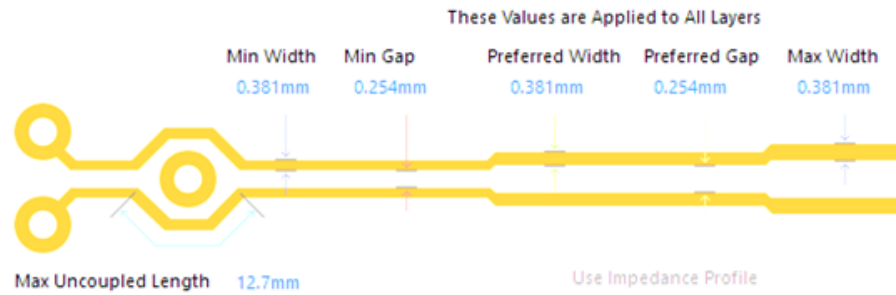 These Values are Applied to All Layers
Min Width Min Gap Preferred Width Preferred Gap Max Width
0.381mm 0.254mm 0.381mm 0.254mm 0.381mm
Max Uncoupled Length 12.7mm
Use Impedance Profile